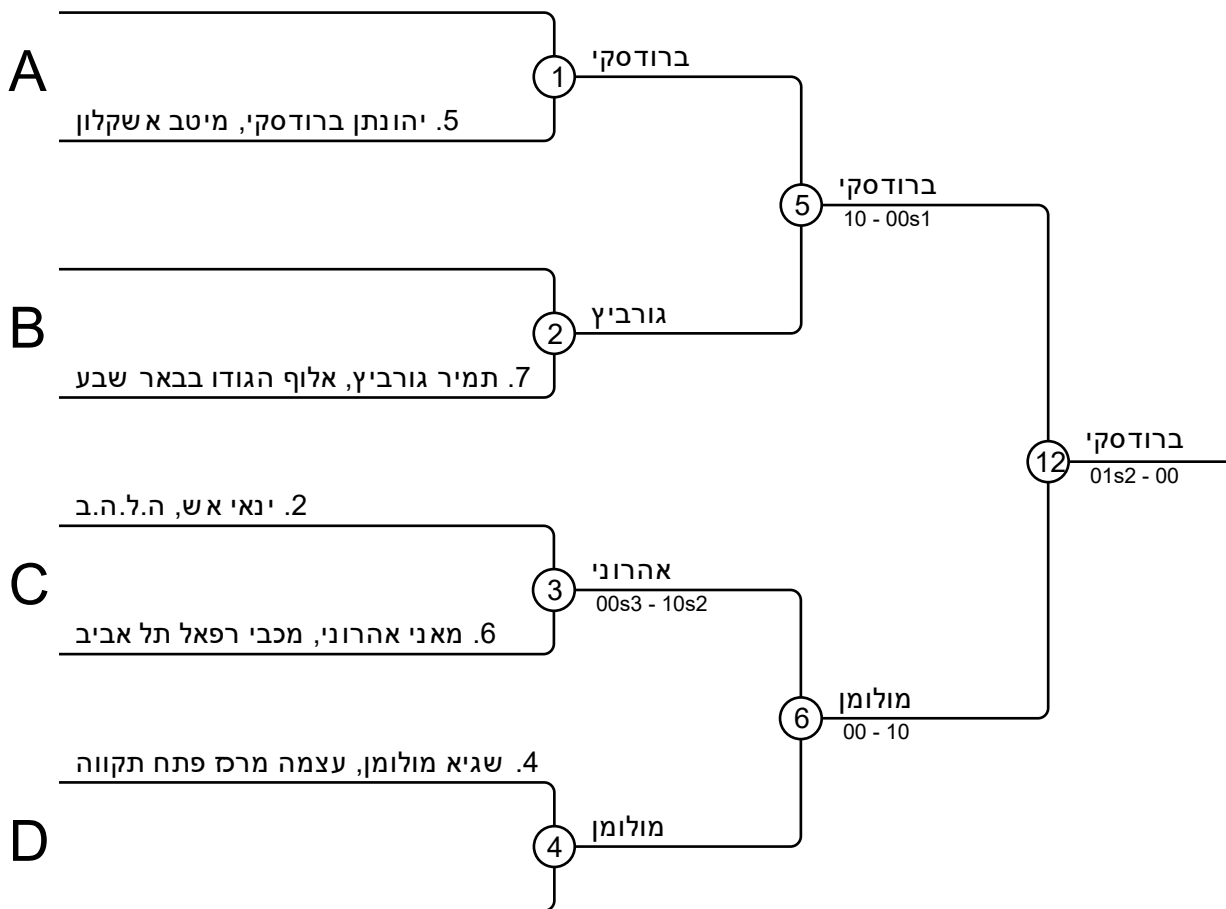 A
1
ברודסקי
5. יהונתן ברודסקי, מיטב אשקלון
5
ברודסקי
10 - 00s1
B
2
גורביץ
7. תמיר גורביץ, אלוף הגודו בבאר שבע
12
ברודסקי
01s2 - 00
2. ינאי אש, ה.ל.ה.ב
C
3
אהרוני
00s3 - 10s2
6. מאני אהרוני, מכבי רפאל תל אביב
6
מולומן
00 - 10
4. שגיא מולומן, עצמה מרכז פתח תקווה
D
4
מולומן